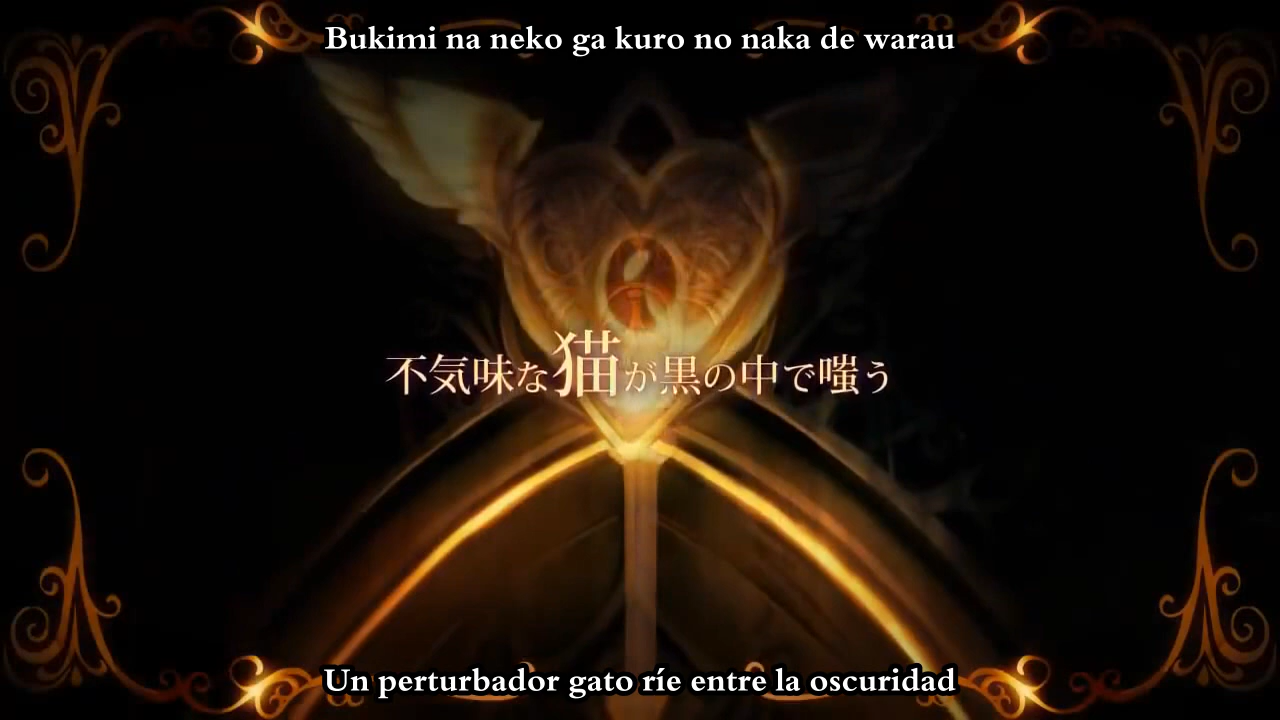 Bukimi na neko ga kuro no naka de warau
不気味な猫が黒の中で嗤う
Un perturbador gato ríe entre la oscuridad